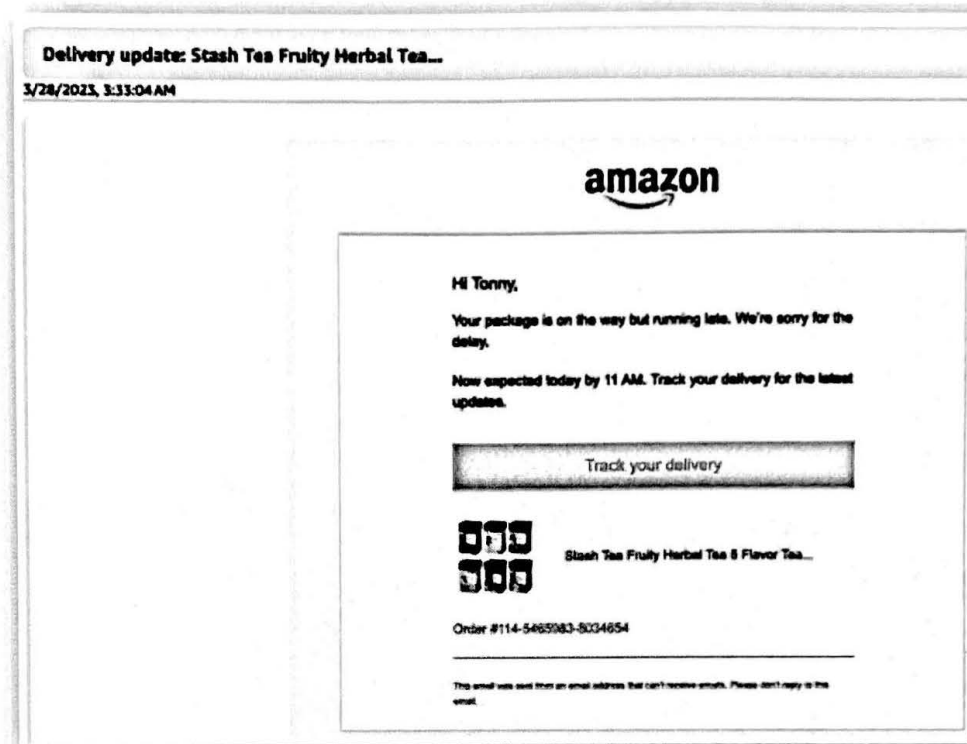 Delivery update: Stash Tea Fruity Herbal Tea...
3/28/2023, 3:33:04 AM
amazon
Hi Tonny,
Your package is on the way but running late. We're sorry for the
delay.
Now expected today by 11 AM. Track your delivery for the latest
updates.
Track your delivery
Stash Tea Fruity Herbal Tea 6 Flavor Tea...
Order #114-5465983-8034654
This email was sent from an email address that can't receive emails. Please don't reply to this
email.